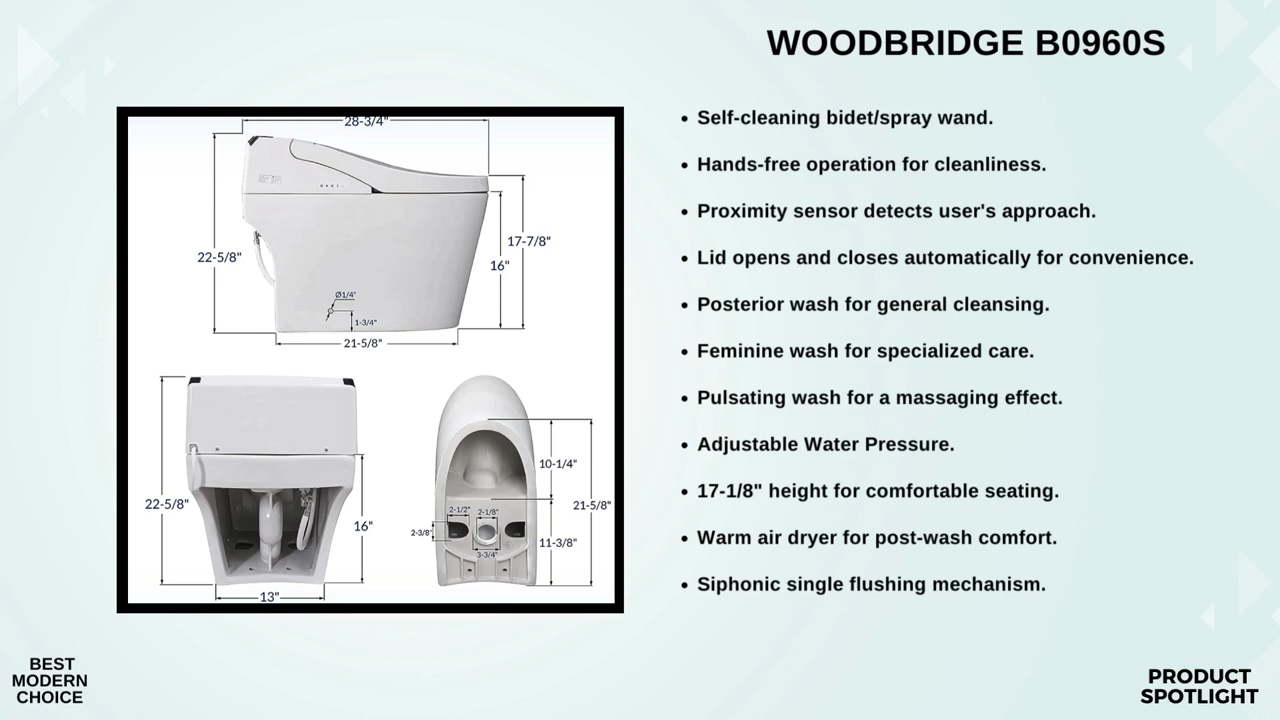 WOODBRIDGE B0960S
28-3/4"
22-5/8"
17-7/8"
16"
Ø1/4"
1-3/4"
21-5/8"
22-5/8"
16"
13"
10-1/4"
21-5/8"
2-1/2"
2-1/8"
2-3/8"
3-3/4"
11-3/8"
• Self-cleaning bidet/spray wand.
• Hands-free operation for cleanliness.
• Proximity sensor detects user's approach.
• Lid opens and closes automatically for convenience.
• Posterior wash for general cleansing.
• Feminine wash for specialized care.
• Pulsating wash for a massaging effect.
• Adjustable Water Pressure.
• 17-1/8" height for comfortable seating.
• Warm air dryer for post-wash comfort.
• Siphonic single flushing mechanism.
BEST
MODERN
CHOICE
PRODUCT
SPOTLIGHT